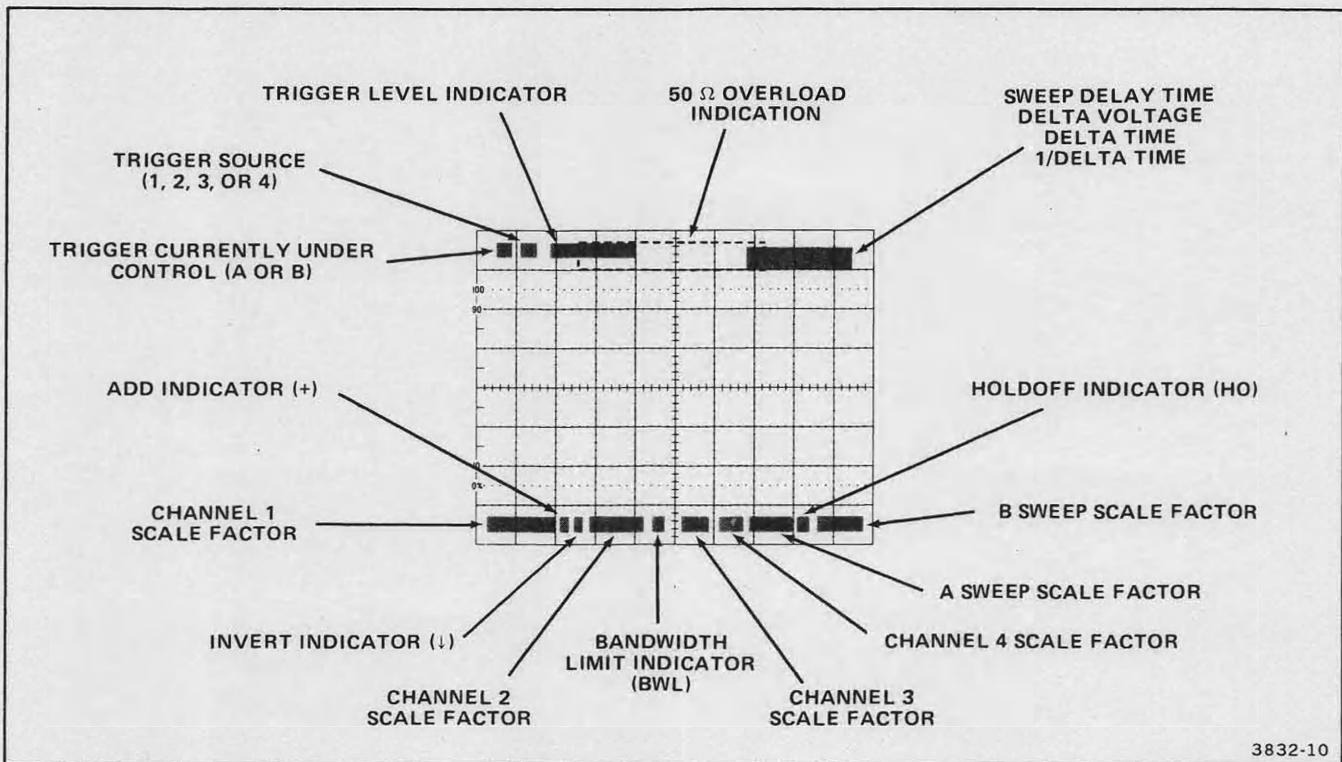 TRIGGER LEVEL INDICATOR
50 Ω OVERLOAD
INDICATION
SWEEP DELAY TIME
DELTA VOLTAGE
DELTA TIME
1/DELTA TIME
TRIGGER SOURCE
(1, 2, 3, OR 4)
TRIGGER CURRENTLY UNDER
CONTROL (A OR B)
100
90
ADD INDICATOR (+)
HOLDOFF INDICATOR (HO)
0%
CHANNEL 1
SCALE FACTOR
B SWEEP SCALE FACTOR
A SWEEP SCALE FACTOR
INVERT INDICATOR (↓)
BANDWIDTH
LIMIT INDICATOR
(BWL)
CHANNEL 4 SCALE FACTOR
CHANNEL 2
SCALE FACTOR
CHANNEL 3
SCALE FACTOR
3832-10